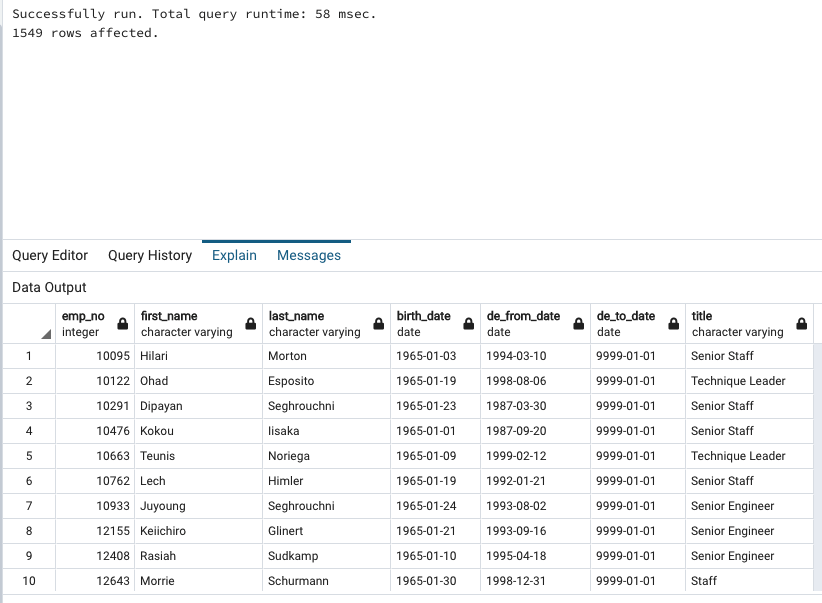 Successfully run. Total query runtime: 58 msec.
1549 rows affected.
Query Editor Query History Explain Messages
Data Output
emp_no first_name last_name birth_date de_from_date de_to_date title
integer character varying character varying date date date character varying
1 10095 Hilari Morton 1965-01-03 1994-03-10 9999-01-01 Senior Staff
2 10122 Ohad Esposito 1965-01-19 1998-08-06 9999-01-01 Technique Leader
3 10291 Dipayan Seghrouchni 1965-01-23 1987-03-30 9999-01-01 Senior Staff
4 10476 Kokou Iisaka 1965-01-01 1987-09-20 9999-01-01 Senior Staff
5 10663 Teunis Noriega 1965-01-09 1999-02-12 9999-01-01 Technique Leader
6 10762 Lech Himler 1965-01-19 1992-01-21 9999-01-01 Senior Staff
7 10933 Juyoung Seghrouchni 1965-01-24 1993-08-02 9999-01-01 Senior Engineer
8 12155 Keiichiro Glinert 1965-01-21 1993-09-16 9999-01-01 Senior Engineer
9 12408 Rasiah Sudkamp 1965-01-10 1995-04-18 9999-01-01 Senior Engineer
10 12643 Morrie Schurmann 1965-01-30 1998-12-31 9999-01-01 Staff